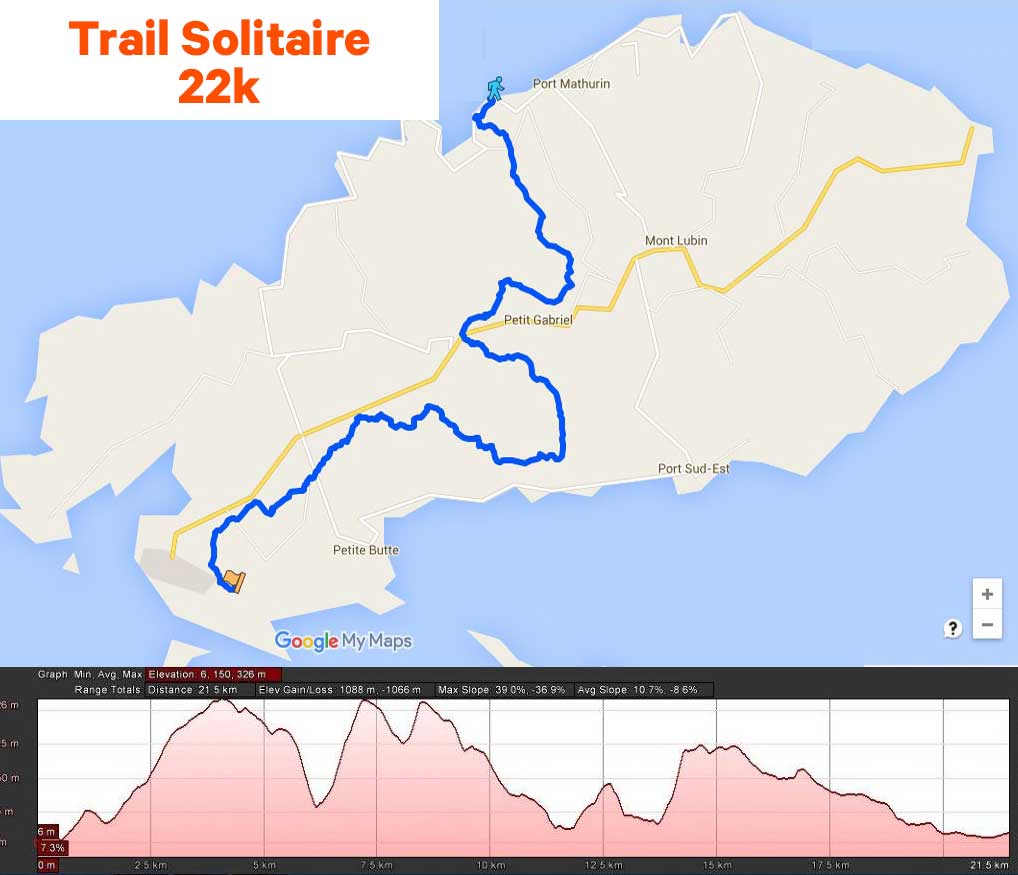 Trail Solitaire
22k
Port Mathurin
Mont Lubin
Petit Gabriel
Port Sud-Est
Petite Butte
Google My Maps
+
?
−
Graph: Min, Avg, Max Elevation: 6, 150, 326 m
Range Totals: Distance: 21.5 km Elev Gain/Loss: 1088 m, -1066 m Max Slope: 39.0%, -36.9% Avg Slope: 10.7%, -8.6%
26 m
5 m
50 m
m
6 m
m
7.3%
0 m 2.5 km 5 km 7.5 km 10 km 12.5 km 15 km 17.5 km 21.5 km